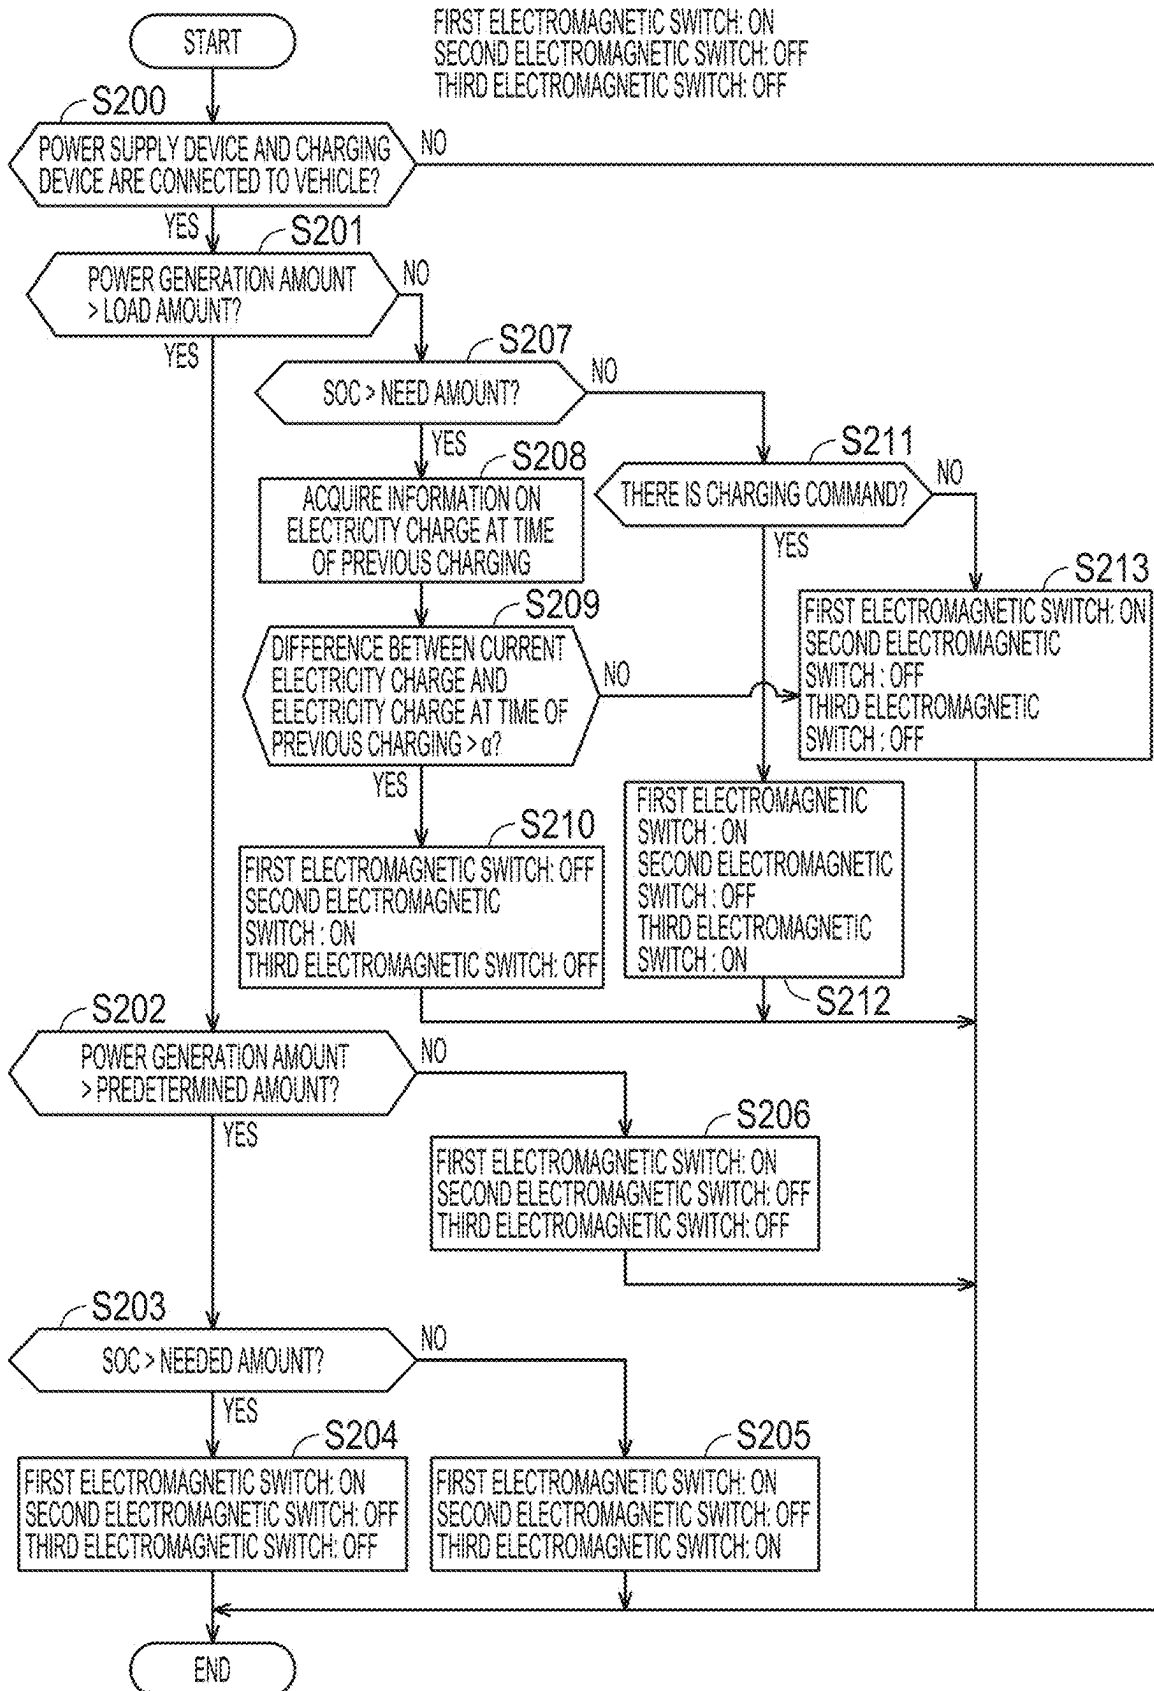 START
FIRST ELECTROMAGNETIC SWITCH: ON
SECOND ELECTROMAGNETIC SWITCH: OFF
THIRD ELECTROMAGNETIC SWITCH: OFF
S200
POWER SUPPLY DEVICE AND CHARGING
DEVICE ARE CONNECTED TO VEHICLE?
NO
YES
S201
POWER GENERATION AMOUNT
> LOAD AMOUNT?
NO
YES
S207
SOC > NEED AMOUNT?
NO
YES
S208
ACQUIRE INFORMATION ON
ELECTRICITY CHARGE AT TIME
OF PREVIOUS CHARGING
S211
THERE IS CHARGING COMMAND?
NO
YES
S209
DIFFERENCE BETWEEN CURRENT
ELECTRICITY CHARGE AND
ELECTRICITY CHARGE AT TIME OF
PREVIOUS CHARGING > α?
NO
YES
S213
FIRST ELECTROMAGNETIC SWITCH: ON
SECOND ELECTROMAGNETIC
SWITCH : OFF
THIRD ELECTROMAGNETIC
SWITCH : OFF
S210
FIRST ELECTROMAGNETIC SWITCH: OFF
SECOND ELECTROMAGNETIC
SWITCH : ON
THIRD ELECTROMAGNETIC SWITCH: OFF
FIRST ELECTROMAGNETIC
SWITCH : ON
SECOND ELECTROMAGNETIC
SWITCH : OFF
THIRD ELECTROMAGNETIC
SWITCH : ON
S212
S202
POWER GENERATION AMOUNT
> PREDETERMINED AMOUNT?
NO
YES
S206
FIRST ELECTROMAGNETIC SWITCH: ON
SECOND ELECTROMAGNETIC SWITCH: OFF
THIRD ELECTROMAGNETIC SWITCH: OFF
S203
SOC > NEEDED AMOUNT?
NO
YES
S204
FIRST ELECTROMAGNETIC SWITCH: ON
SECOND ELECTROMAGNETIC SWITCH: OFF
THIRD ELECTROMAGNETIC SWITCH: OFF
S205
FIRST ELECTROMAGNETIC SWITCH: ON
SECOND ELECTROMAGNETIC SWITCH: OFF
THIRD ELECTROMAGNETIC SWITCH: ON
END